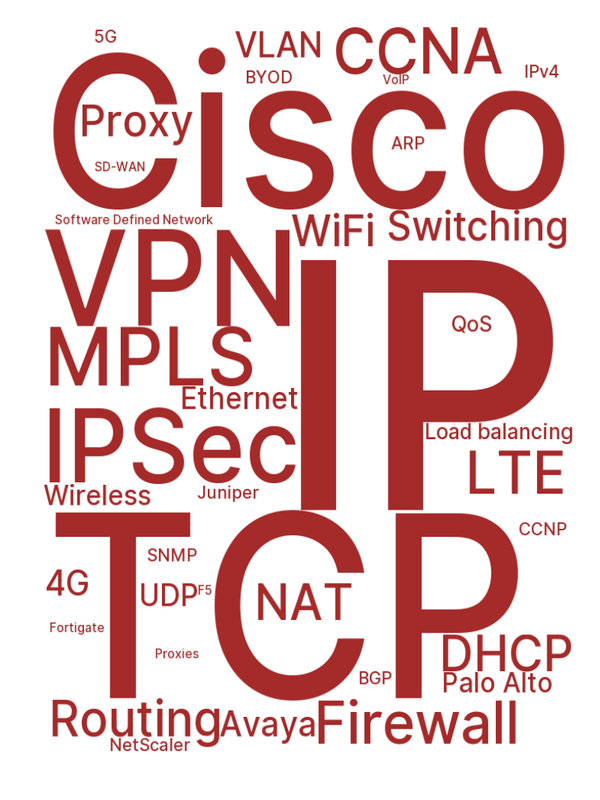 5G
VLAN
CCNA
BYOD
VoIP
IPv4
Cisco
Proxy
ARP
SD-WAN
Software Defined Network
WiFi
Switching
VPN
IP
QoS
MPLS
Ethernet
IPSec
Load balancing
LTE
Wireless
Juniper
TCP
CCNP
SNMP
4G
UDP
F5
NAT
Fortigate
Proxies
DHCP
BGP
Palo Alto
Routing
Avaya
Firewall
NetScaler